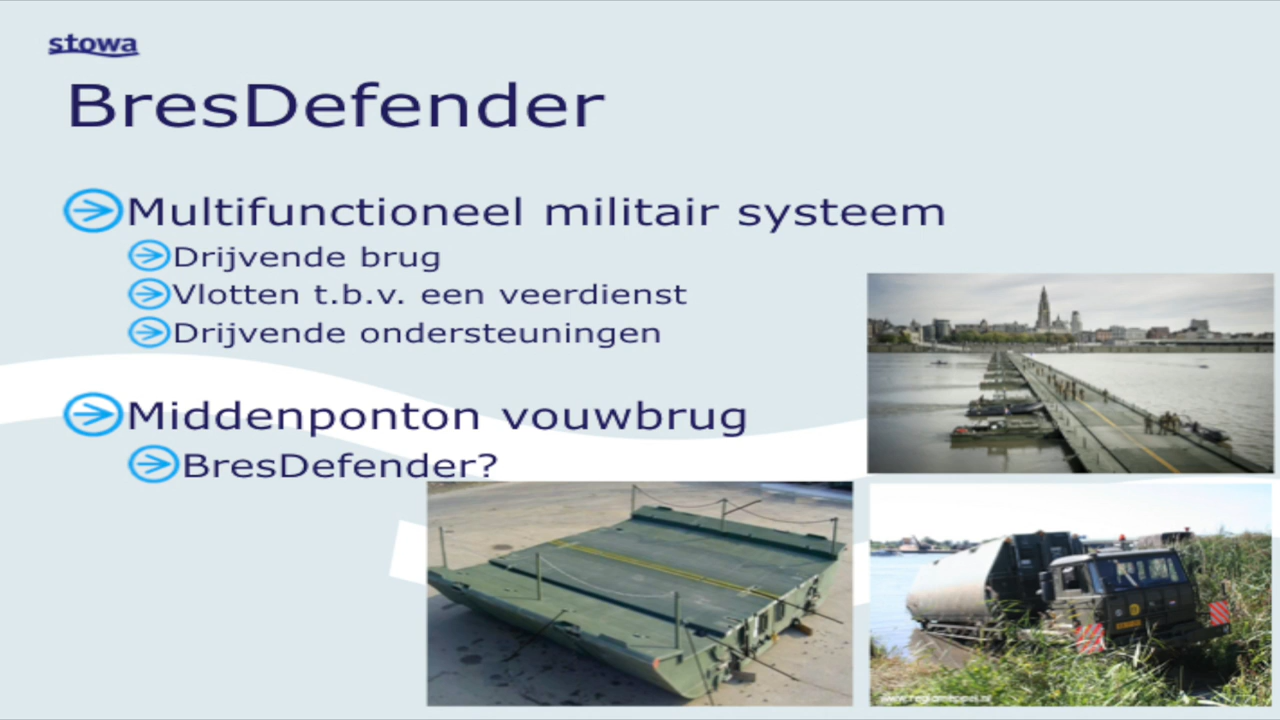 stowa
BresDefender
Multifunctioneel militair systeem
Drijvende brug
Vlotten t.b.v. een veerdienst
Drijvende ondersteuningen
Middenponton vouwbrug
BresDefender?